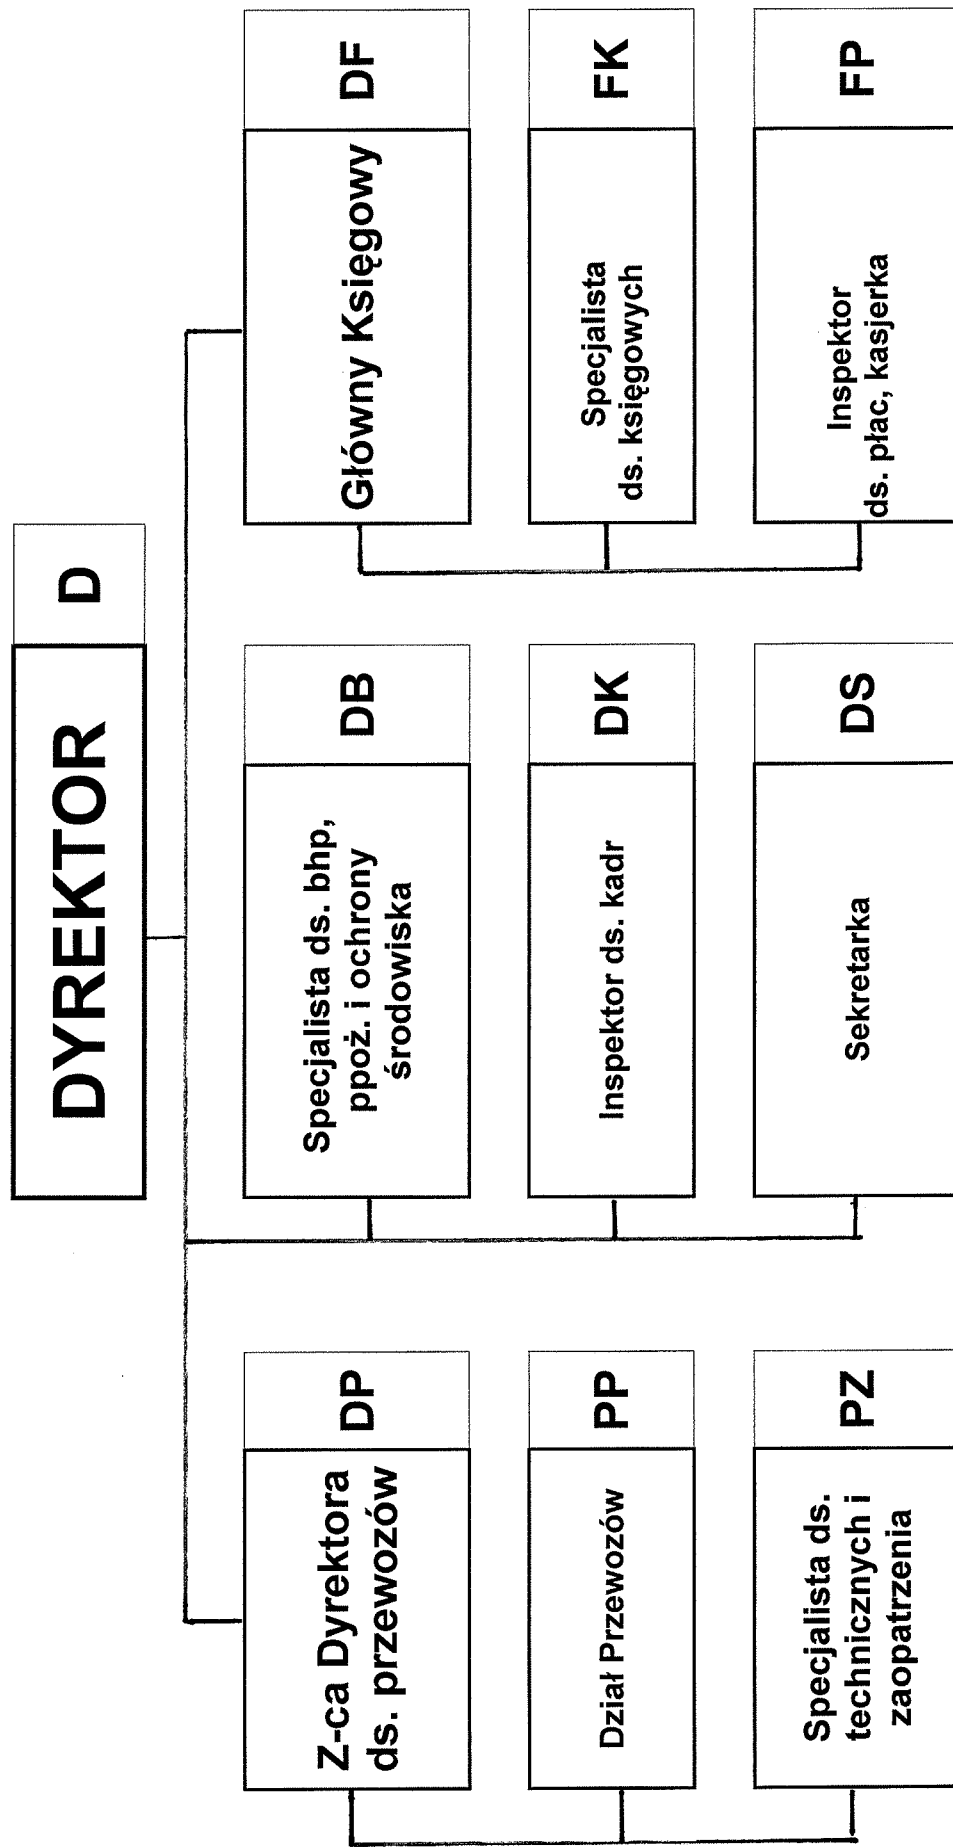 DYREKTOR
D
Z-ca Dyrektora
ds. przewozów
DP
Specjalista ds. bhp,
ppoż. i ochrony
środowiska
DB
Główny Księgowy
DF
Dział Przewozów
PP
Inspektor ds. kadr
DK
Specjalista
ds. księgowych
FK
Specjalista ds.
technicznych i
zaopatrzenia
PZ
Sekretarka
DS
Inspektor
ds. płac, kasjerka
FP